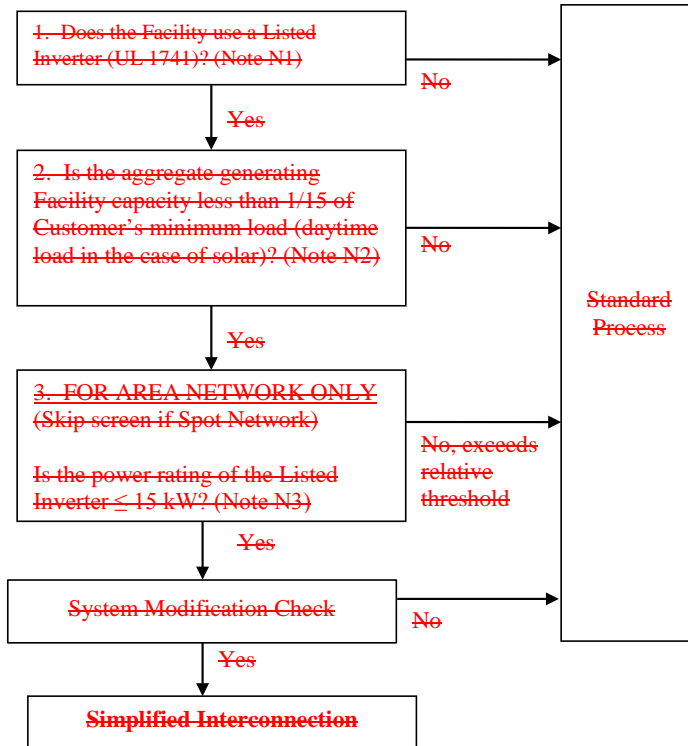 1. Does the Facility use a Listed
Inverter (UL 1741)? (Note N1)
No
Yes
2. Is the aggregate generating
Facility capacity less than 1/15 of
Customer's minimum load (daytime
load in the case of solar)? (Note N2)
No
Yes
Standard
Process
3. FOR AREA NETWORK ONLY
(Skip screen if Spot Network)
Is the power rating of the Listed
Inverter ≤ 15 kW? (Note N3)
No, exceeds
relative
threshold
Yes
System Modification Check
No
Yes
Simplified Interconnection